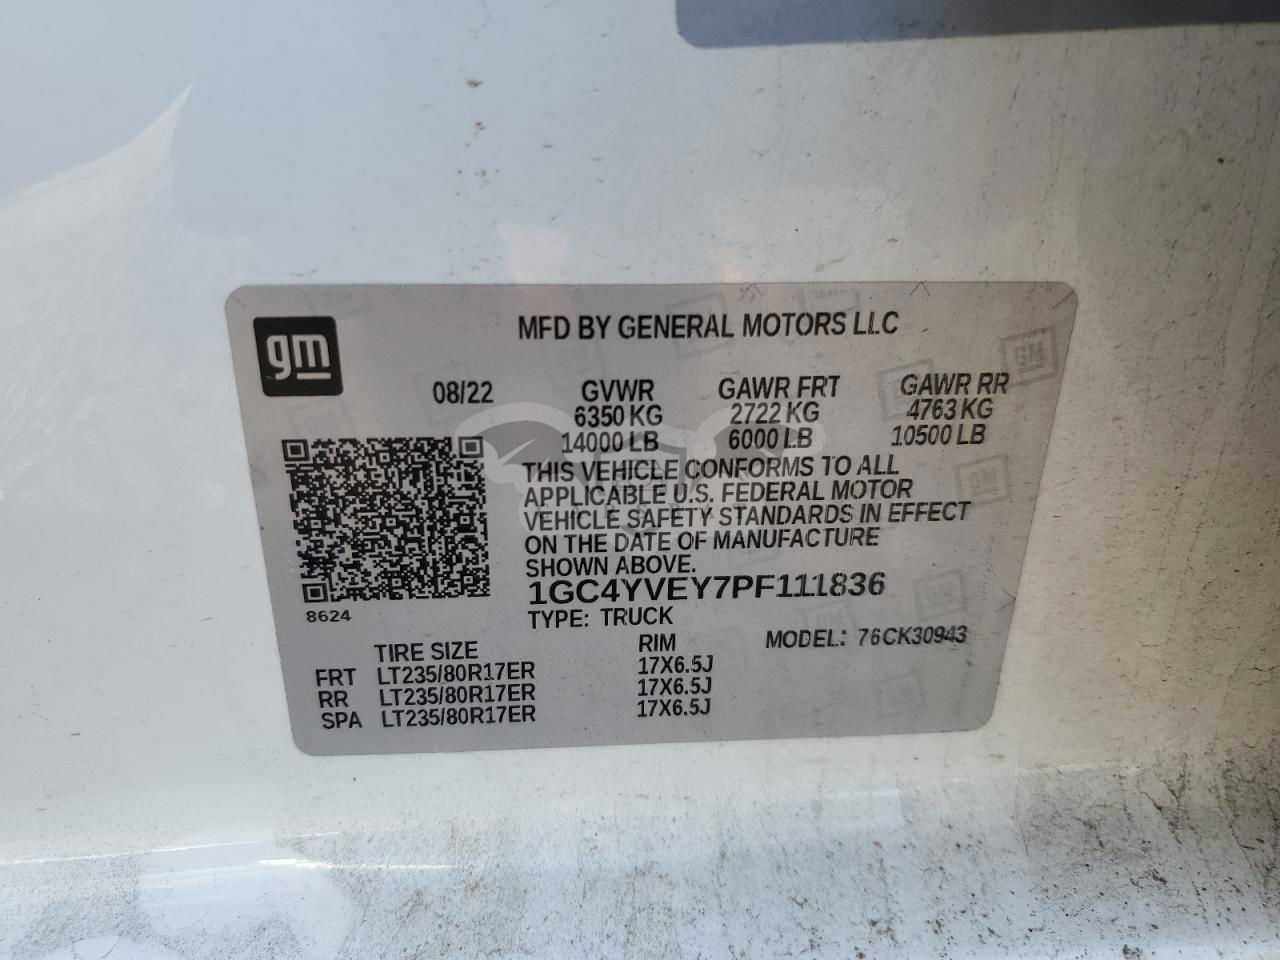 gm
MFD BY GENERAL MOTORS LLC
08/22 GVWR GAWR FRT GAWR RR
6350 KG 2722 KG 4763 KG
14000 LB 6000 LB 10500 LB
THIS VEHICLE CONFORMS TO ALL
APPLICABLE U.S. FEDERAL MOTOR
VEHICLE SAFETY STANDARDS IN EFFECT
ON THE DATE OF MANUFACTURE
SHOWN ABOVE.
1GC4YVEY7PF111836
8624
TYPE: TRUCK
TIRE SIZE RIM MODEL: 76CK30943
FRT LT235/80R17ER 17X6.5J
RR LT235/80R17ER 17X6.5J
SPA LT235/80R17ER 17X6.5J